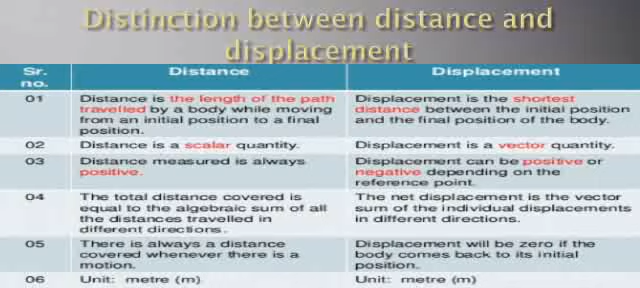 Distinction between distance and
displacement
Sr. no. Distance Displacement
01
Distance is the length of the path
travelled by a body while moving
from an initial position to a final
position.
Displacement is the shortest
distance between the initial position
and the final position of the body.
02
Distance is a scalar quantity.
Displacement is a vector quantity.
03
Distance measured is always
positive.
Displacement can be positive or
negative depending on the
reference point.
04
The total distance covered is
equal to the algebraic sum of all
the distances travelled in
different directions.
The net displacement is the vector
sum of the individual displacements
in different directions.
05
There is always a distance
covered whenever there is a
motion.
Displacement will be zero if the
body comes back to its initial
position.
06
Unit: metre (m)
Unit: metre (m)